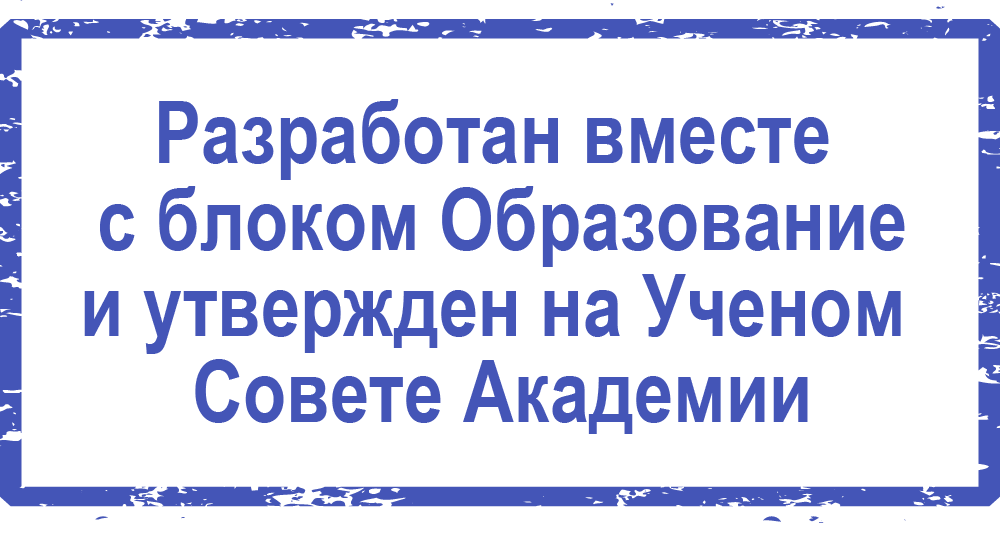 Разработан вместе
с блоком Образование
и утвержден на Ученом
Совете Академии